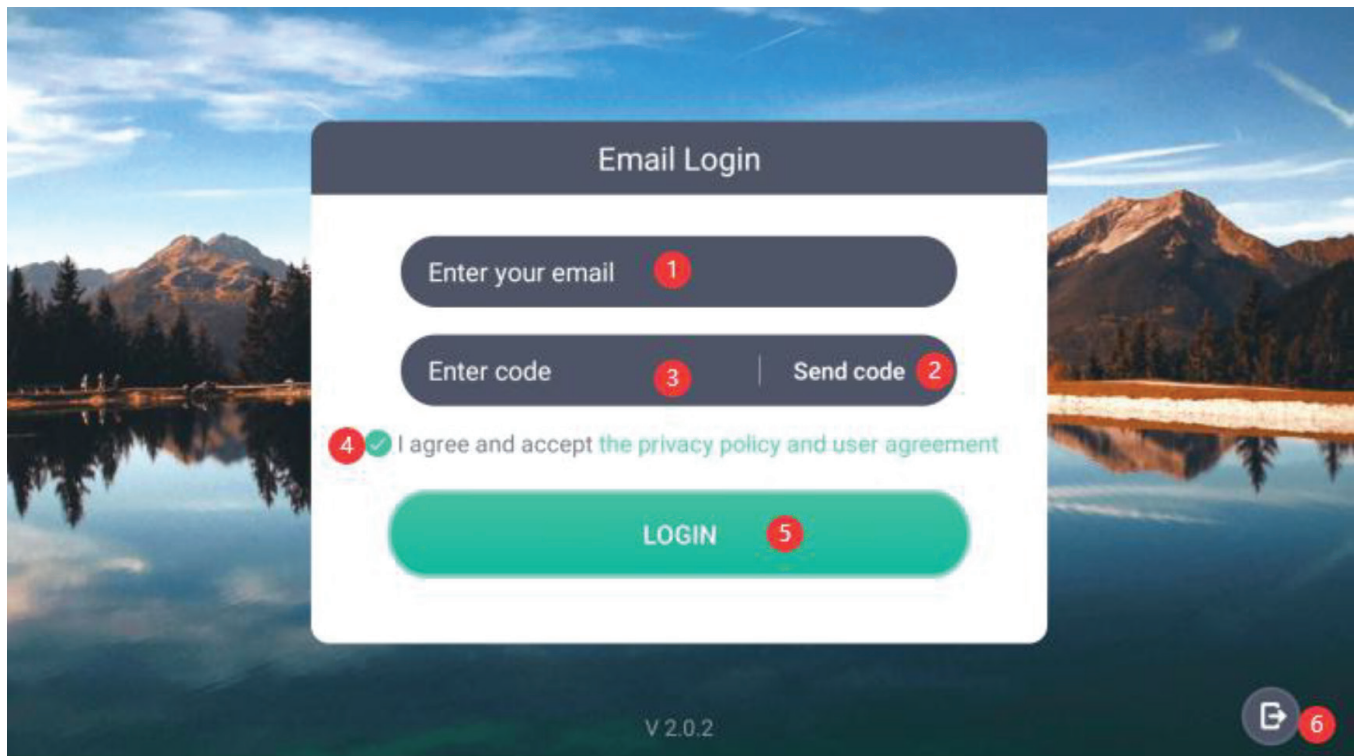 Email Login
Enter your email 1
Enter code 3 Send code 2
4 I agree and accept the privacy policy and user agreement
LOGIN 5
V 2.0.2
6